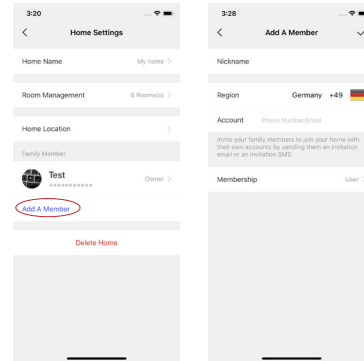 3:20
Home Settings
Home Name
My home
Room Management
6 Rooms(s)
Home Location
Family Member
Test
***********
Owner
Add A Member
Delete Home
3:28
Add A Member
Nickname
Region
Germany +49
Account
Phone Number/Email
Invite your family members to join your home with
their own accounts by sending them an invitation
email or an invitation SMS.
Membership
User